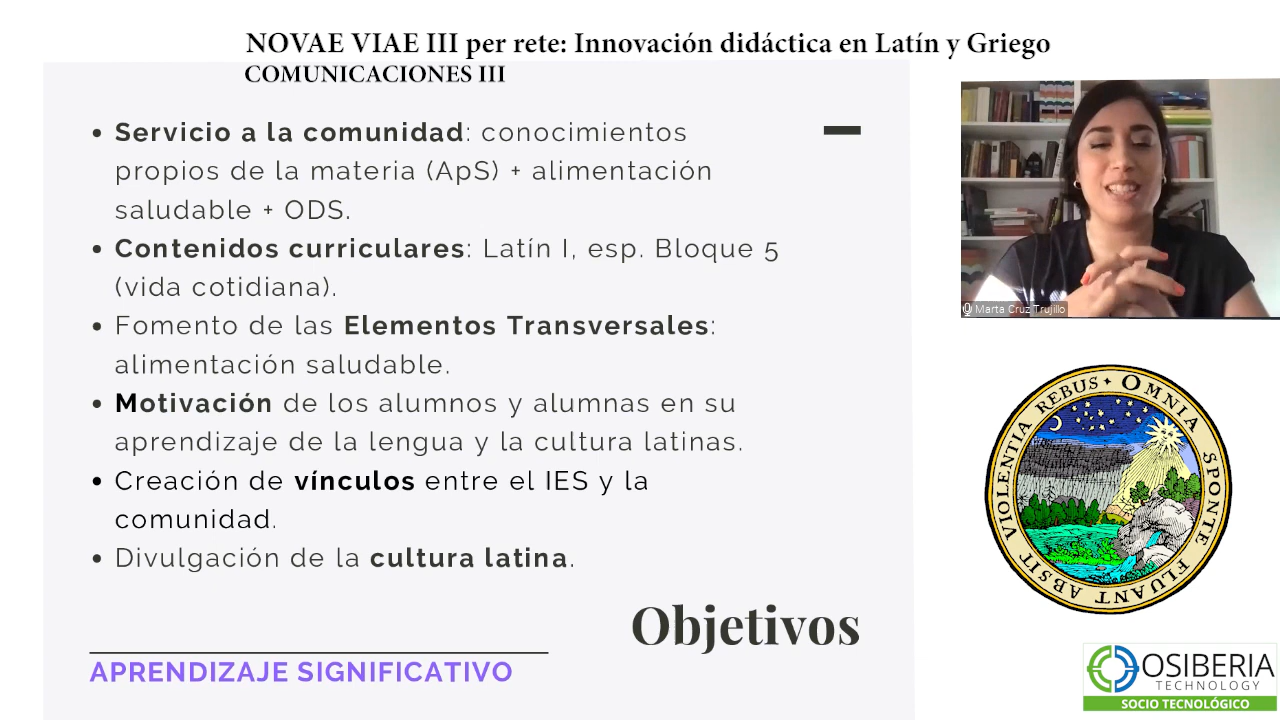 NOVAE VIAE III per rete: Innovación didáctica en Latín y Griego
COMUNICACIONES III
• Servicio a la comunidad: conocimientos
propios de la materia (ApS) + alimentación
saludable + ODS.
• Contenidos curriculares: Latín I, esp. Bloque 5
(vida cotidiana).
• Fomento de las Elementos Transversales:
alimentación saludable.
• Motivación de los alumnos y alumnas en su
aprendizaje de la lengua y la cultura latinas.
• Creación de vínculos entre el IES y la
comunidad.
• Divulgación de la cultura latina.
Objetivos
APRENDIZAJE SIGNIFICATIVO
Marta Cruz Trujillo
OMNIA SPONTE FLUANT ABSIT VIOLENTIA REBUS
OSIBERIA
TECHNOLOGY
SOCIO TECNOLÓGICO